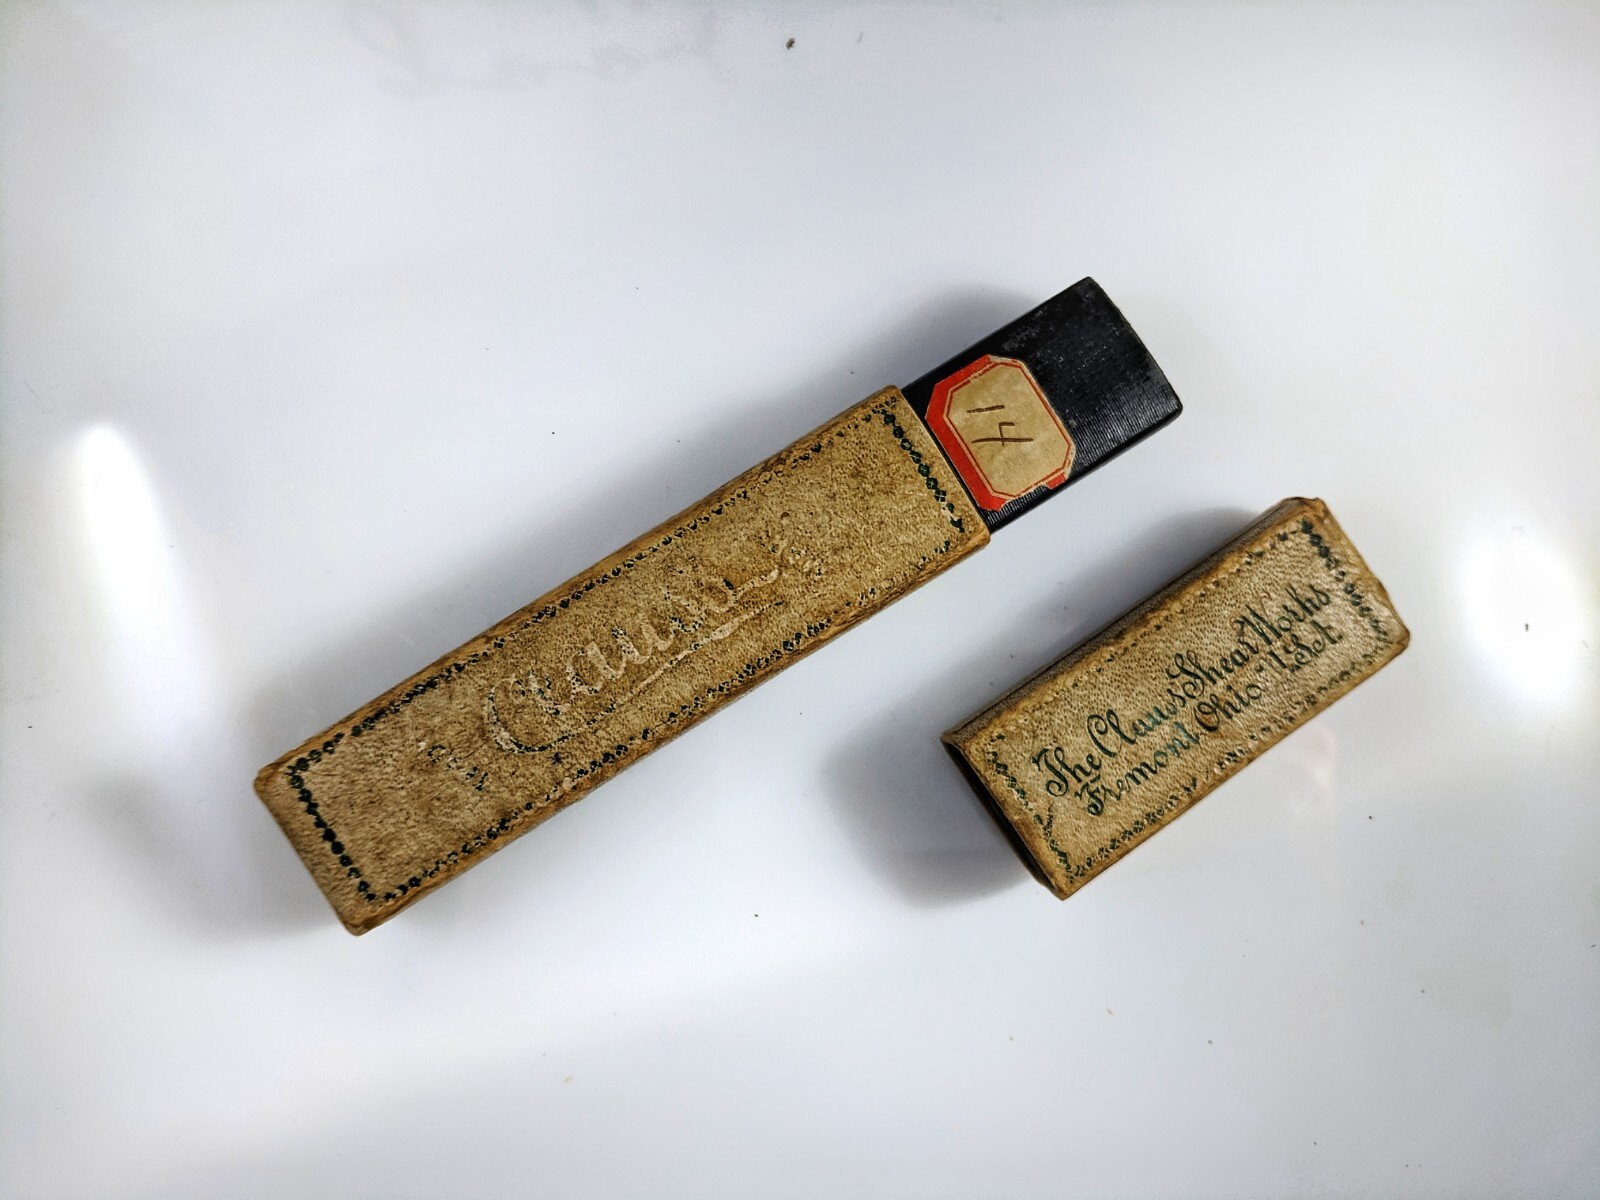 Clauss
14
The Clauss Shear Works
Fremont Ohio U.S.A.